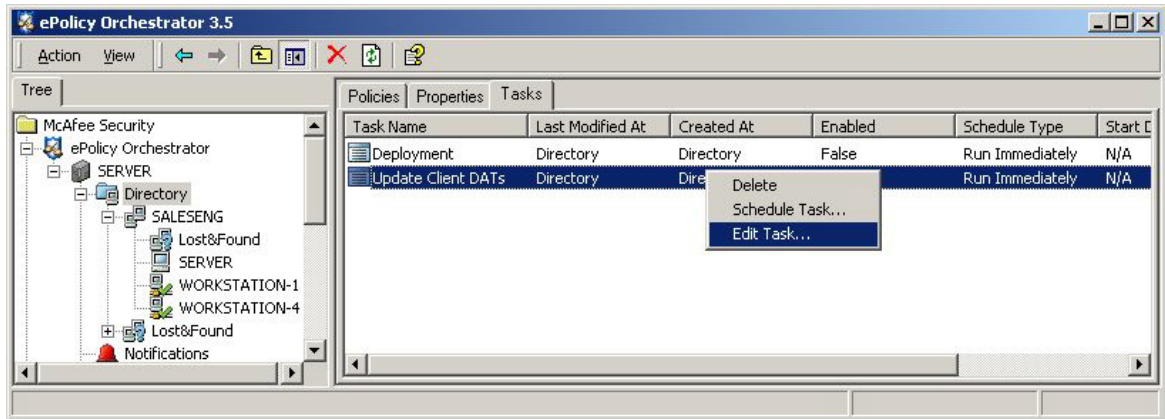 ePolicy Orchestrator 3.5
Action View
Tree
McAfee Security
ePolicy Orchestrator
SERVER
Directory
SALESENG
Lost&Found
SERVER
WORKSTATION-1
WORKSTATION-4
Lost&Found
Notifications
Policies Properties Tasks
Task Name Last Modified At Created At Enabled Schedule Type Start D
Deployment Directory Directory False Run Immediately N/A
Update Client DATs Directory Dire Run Immediately N/A
Delete
Schedule Task...
Edit Task...